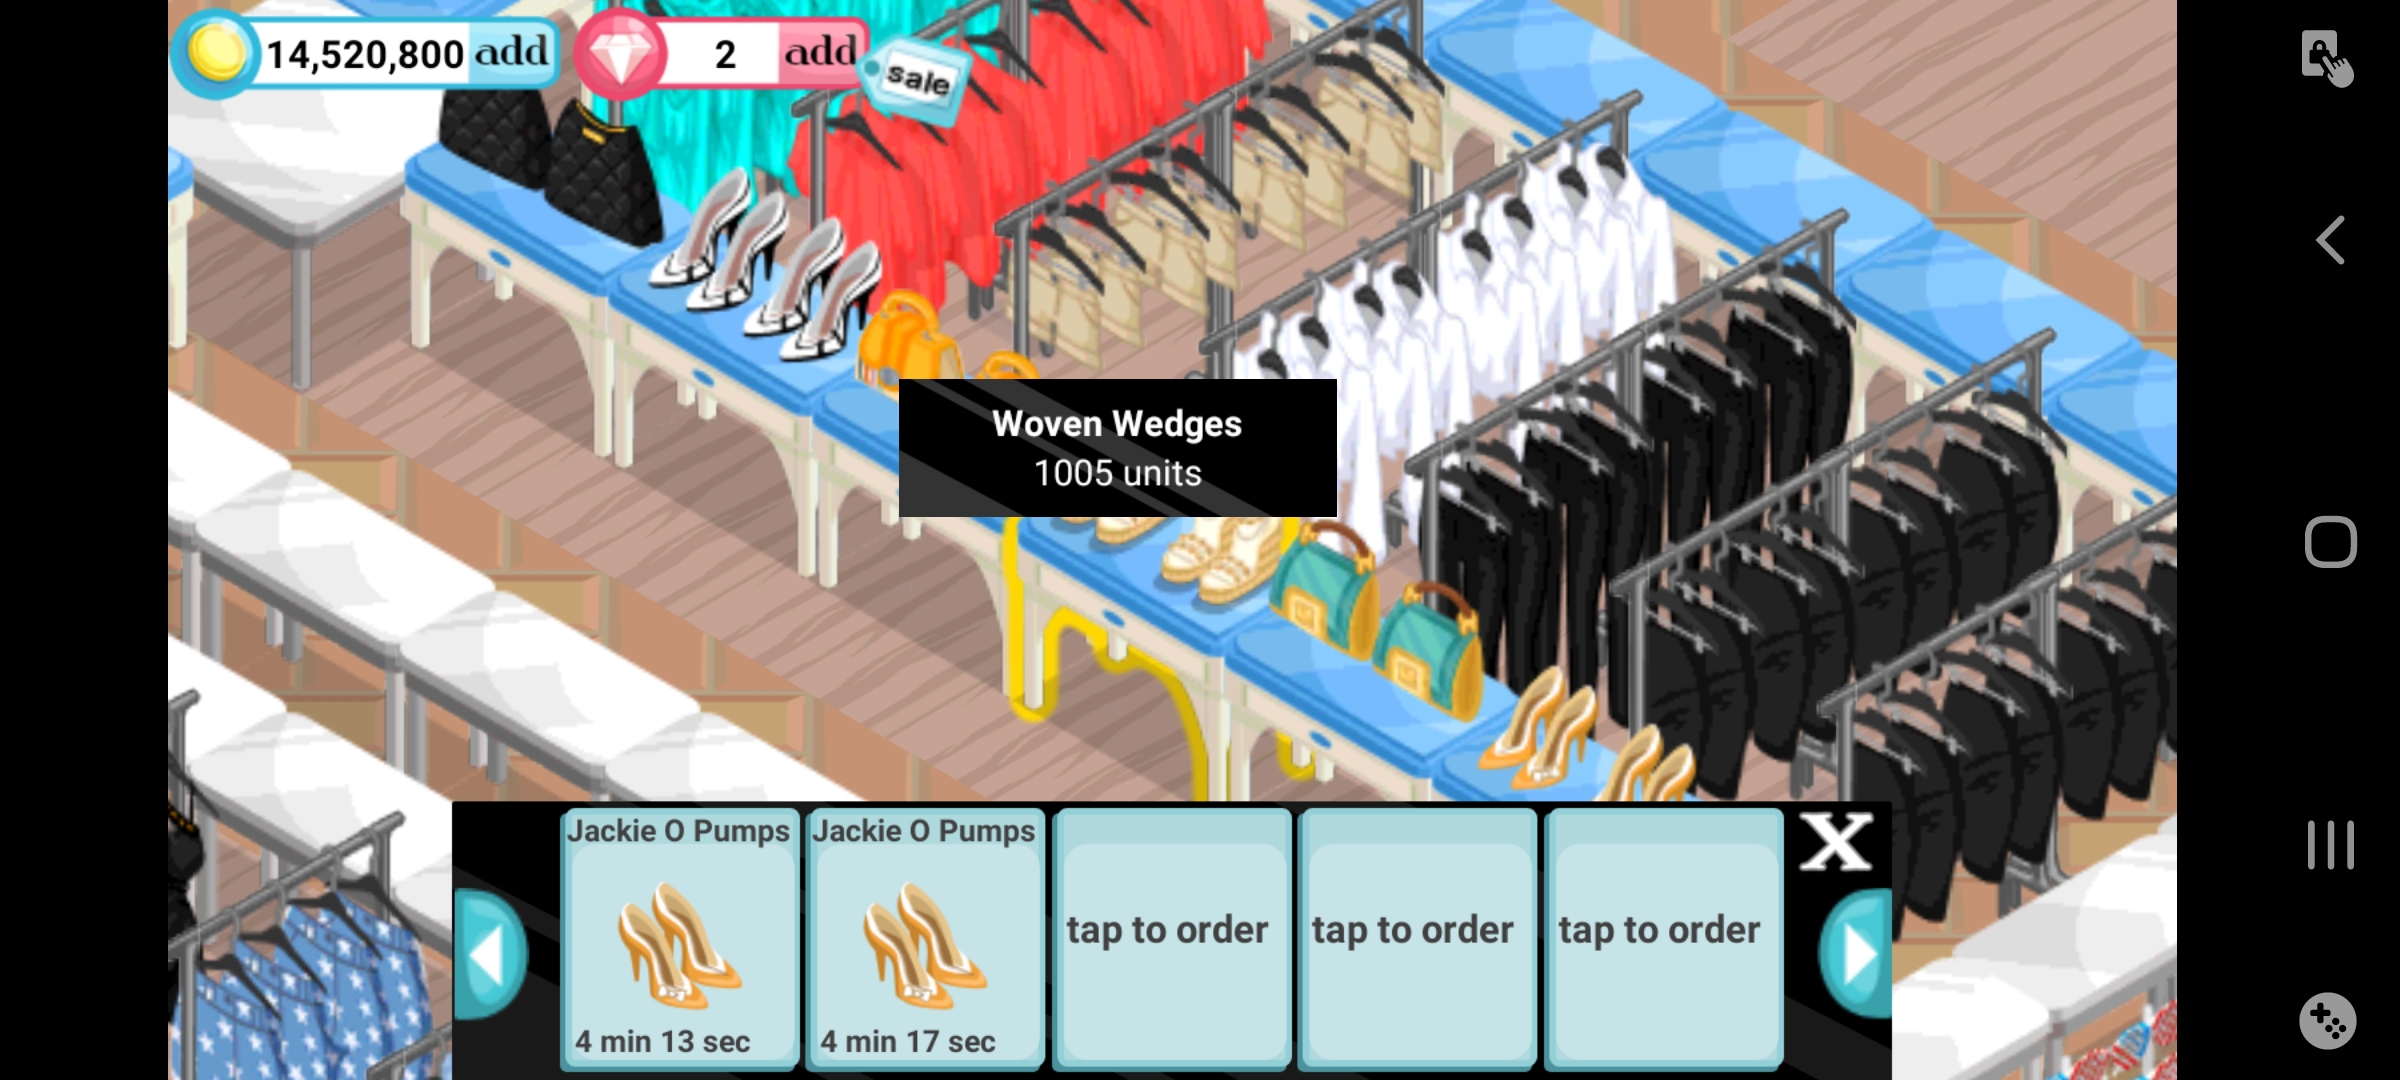 14,520,800 add
2 add
sale
Woven Wedges
1005 units
Jackie O Pumps
4 min 13 sec
Jackie O Pumps
4 min 17 sec
tap to order
tap to order
tap to order
X